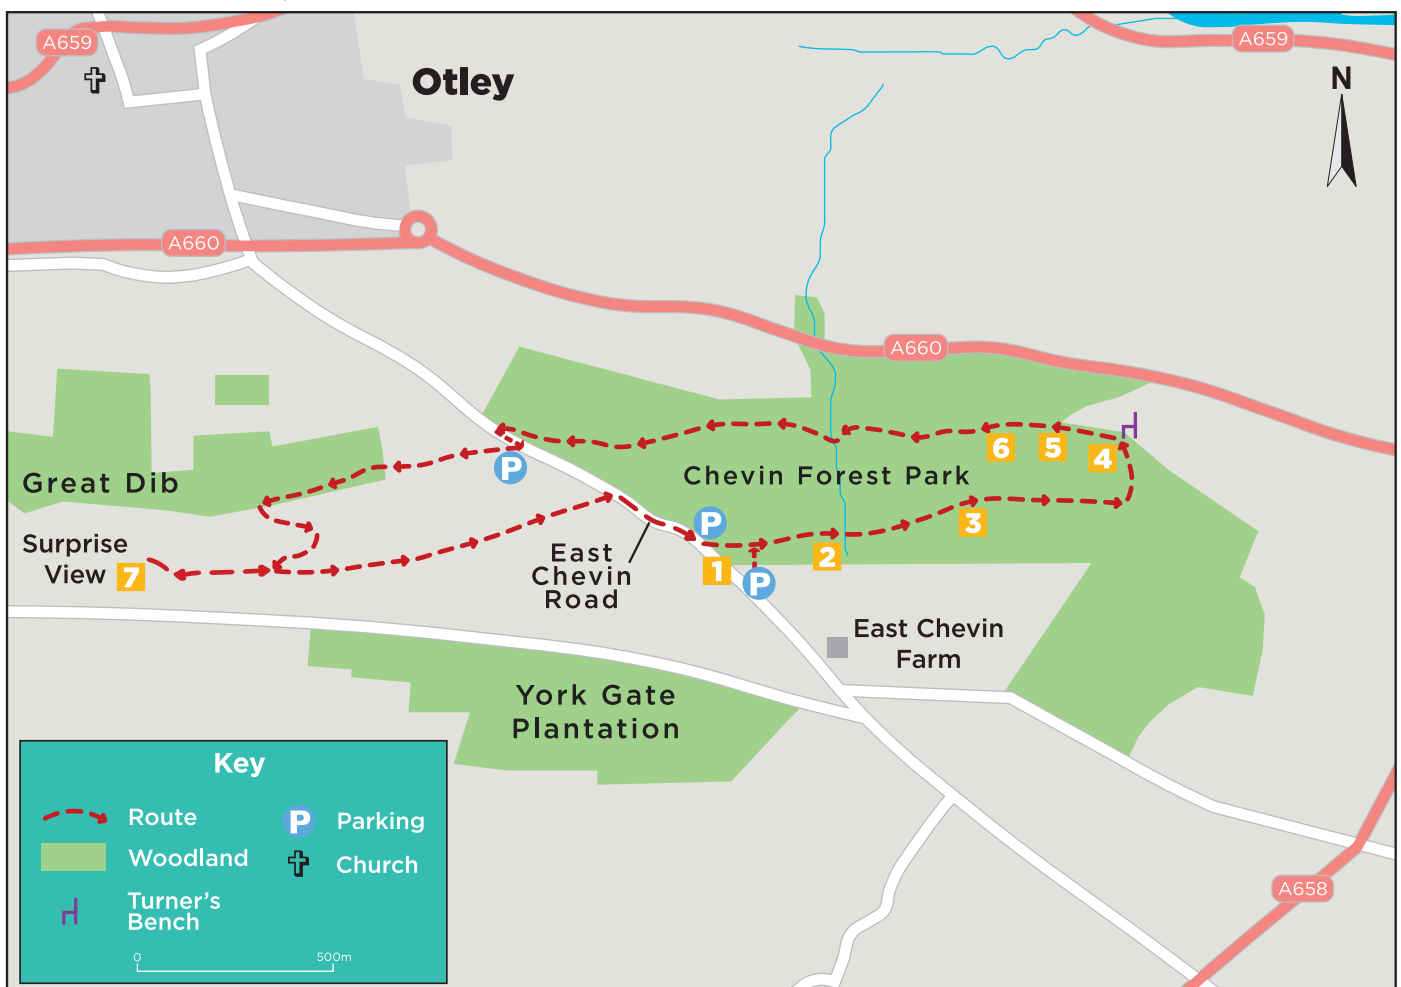 A659
Otley
A659
N
A660
A660
Great Dib
Chevin Forest Park
6
5
4
3
P
P
Surprise
View 7
East
Chevin
Road
1
2
P
East Chevin
Farm
York Gate
Plantation
Key
Route
P Parking
Woodland
Church
Turner's
Bench
0 500m
A658